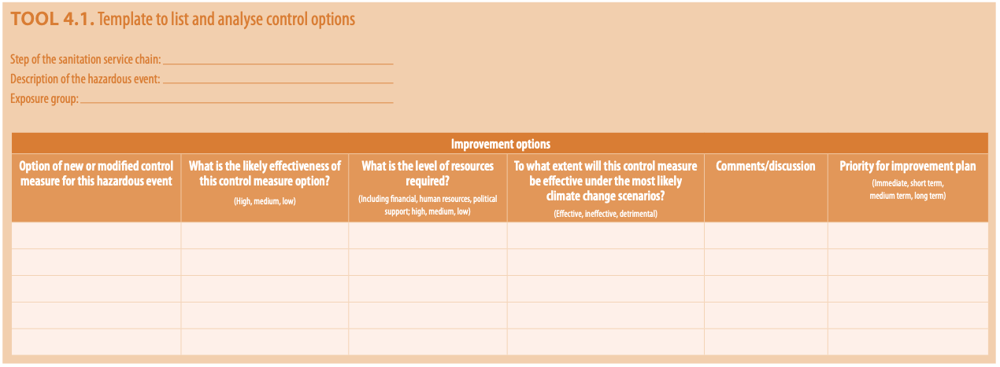 TOOL 4.1. Template to list and analyse control options
Step of the sanitation service chain:
Description of the hazardous event:
Exposure group:
Improvement options
Option of new or modified control
measure for this hazardous event
What is the likely effectiveness of
this control measure option?
(High, medium, low)
What is the level of resources
required?
(Including financial, human resources, political
support; high, medium, low)
To what extent will this control measure
be effective under the most likely
climate change scenarios?
(Effective, ineffective, detrimental)
Comments/discussion
Priority for improvement plan
(Immediate, short term,
medium term, long term)